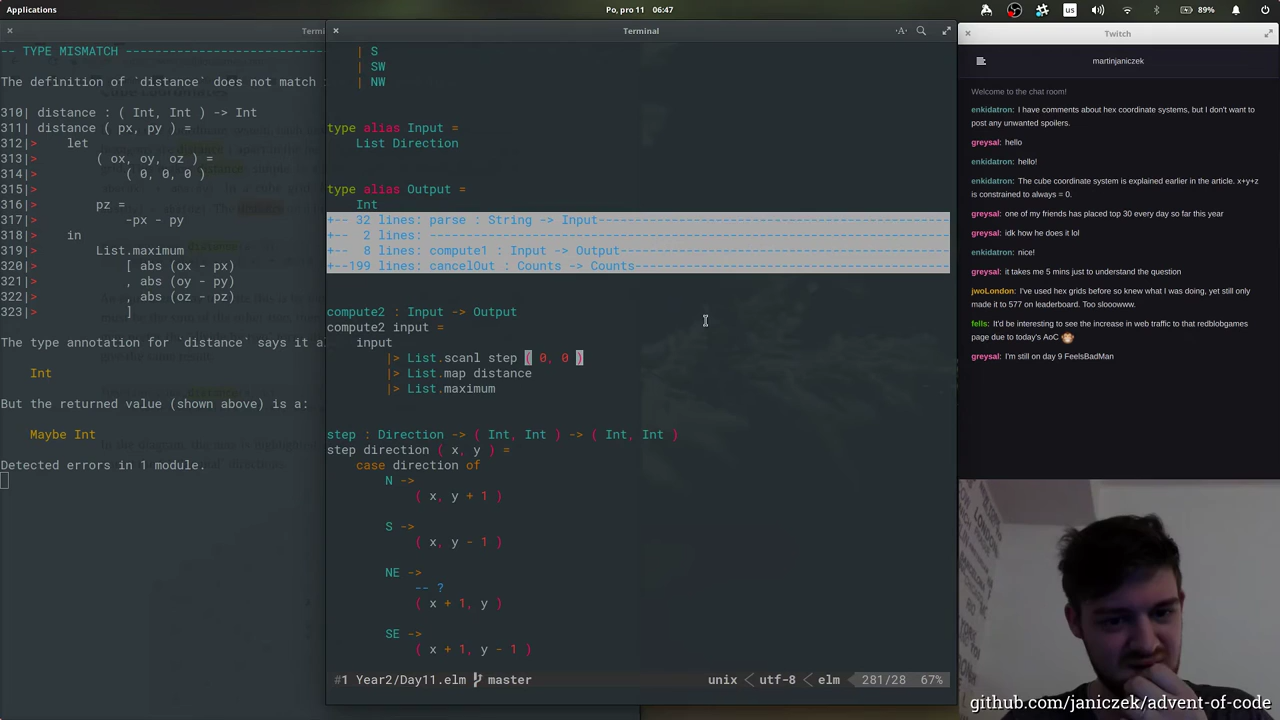 Applications
Po, pro 11 06:47
us
89%
Termi
-- TYPE MISMATCH
The definition of `distance` does not match
310| distance : ( Int, Int ) -> Int
311| distance ( px, py ) =
312|> let
313|> ( ox, oy, oz ) =
314|> ( 0, 0, 0 )
315|>
316|> pz =
317|> -px - py
318|> in
319|> List.maximum
320|> [ abs (ox - px)
321|> , abs (oy - py)
322|> , abs (oz - pz)
323|> ]
The type annotation for `distance` says it a
Int
But the returned value (shown above) is a:
Maybe Int
Detected errors in 1 module.
Terminal
| S
| SW
| NW
type alias Input =
List Direction
type alias Output =
Int
+-- 32 lines: parse : String -> Input
+-- 2 lines:
+-- 8 lines: compute1 : Input -> Output
+--199 lines: cancelOut : Counts -> Counts
compute2 : Input -> Output
compute2 input =
input
|> List.scanl step ( 0, 0 )
|> List.map distance
|> List.maximum
step : Direction -> ( Int, Int ) -> ( Int, Int )
step direction ( x, y ) =
case direction of
N ->
( x, y + 1 )
S ->
( x, y - 1 )
NE ->
-- ?
( x + 1, y )
SE ->
( x + 1, y - 1 )
#1 Year2/Day11.elm master unix utf-8 elm 281/28 67%
Twitch
martinjaniczek
Welcome to the chat room!
enkidatron: I have comments about hex coordinate systems, but I don't want to
post any unwanted spoilers.
greysal: hello
enkidatron: hello!
enkidatron: The cube coordinate system is explained earlier in the article. x+y+z
is constrained to always = 0.
greysal: one of my friends has placed top 30 every day so far this year
greysal: idk how he does it lol
enkidatron: nice!
greysal: it takes me 5 mins just to understand the question
jwoLondon: I've used hex grids before so knew what I was doing, yet still only
made it to 577 on leaderboard. Too slooowww.
fells: It'd be interesting to see the increase in web traffic to that redblobgames
page due to today's AoC
greysal: I'm still on day 9 FeelsBadMan
github.com/janiczek/advent-of-code